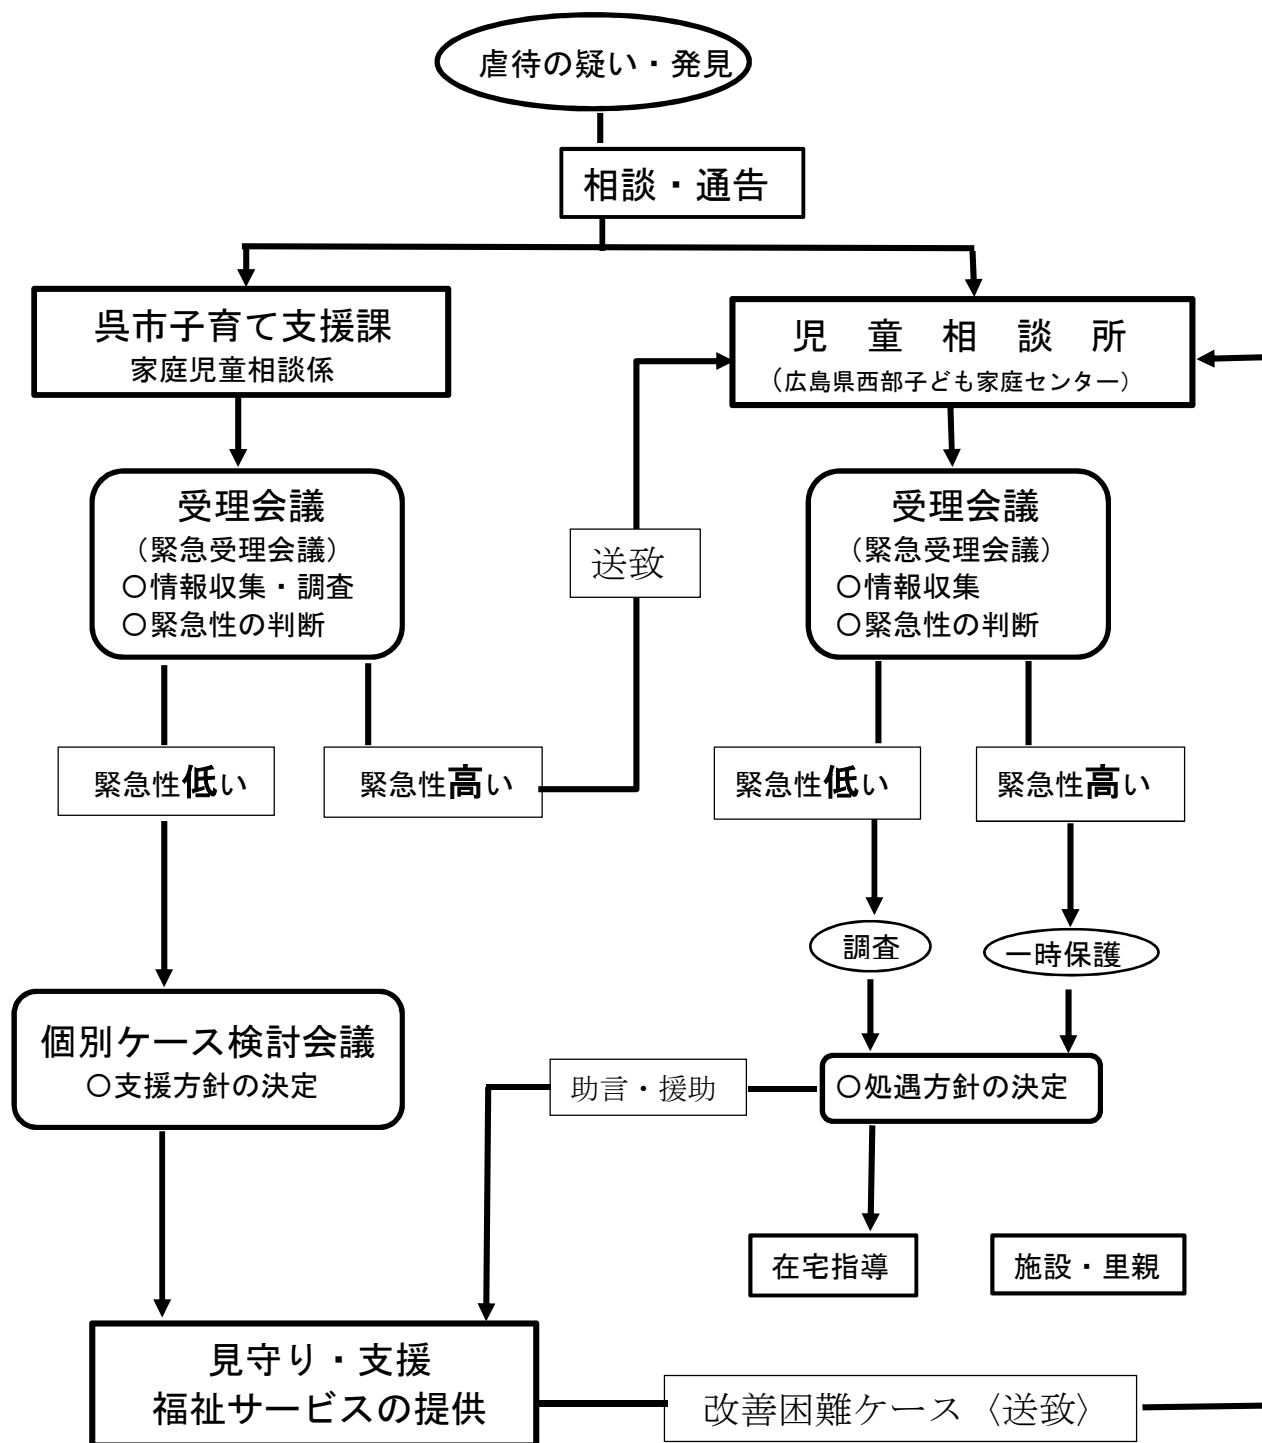 虐待の疑い・発見
相談・通告
呉市子育て支援課
家庭児童相談係
児童相談所
（広島県西部子ども家庭センター）
受理会議
（緊急受理会議）
〇情報収集・調査
〇緊急性の判断
送致
受理会議
（緊急受理会議）
〇情報収集
〇緊急性の判断
緊急性低い
緊急性高い
緊急性低い
緊急性高い
調査
一時保護
個別ケース検討会議
〇支援方針の決定
助言・援助
〇処遇方針の決定
在宅指導
施設・里親
見守り・支援
福祉サービスの提供
改善困難ケース〈送致〉